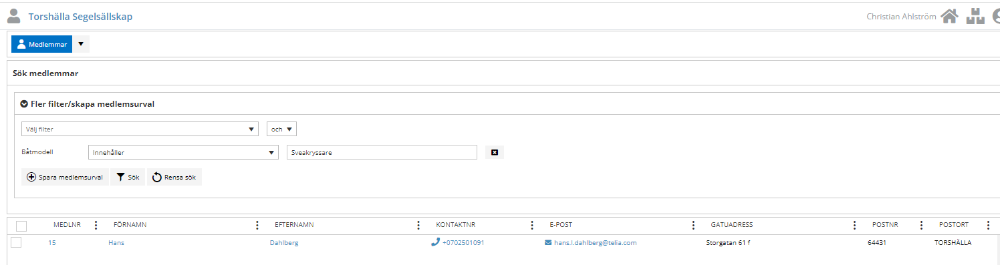 Torshälla Segelsällskap
Christian Ahlström
Medlemmar
Sök medlemmar
Fler filter/skapa medlemsurval
Välj filter och
Båtmodell Innehåller Sveakryssare
Spara medlemsurval Sök Rensa sök
MEDLNR FÖRNAMN EFTERNAMN KONTAKTNR E-POST GATUADRESS POSTNR POSTORT
15 Hans Dahlberg +0702501091 hans.l.dahlberg@telia.com Storgatan 61 f 64431 TORSHÄLLA